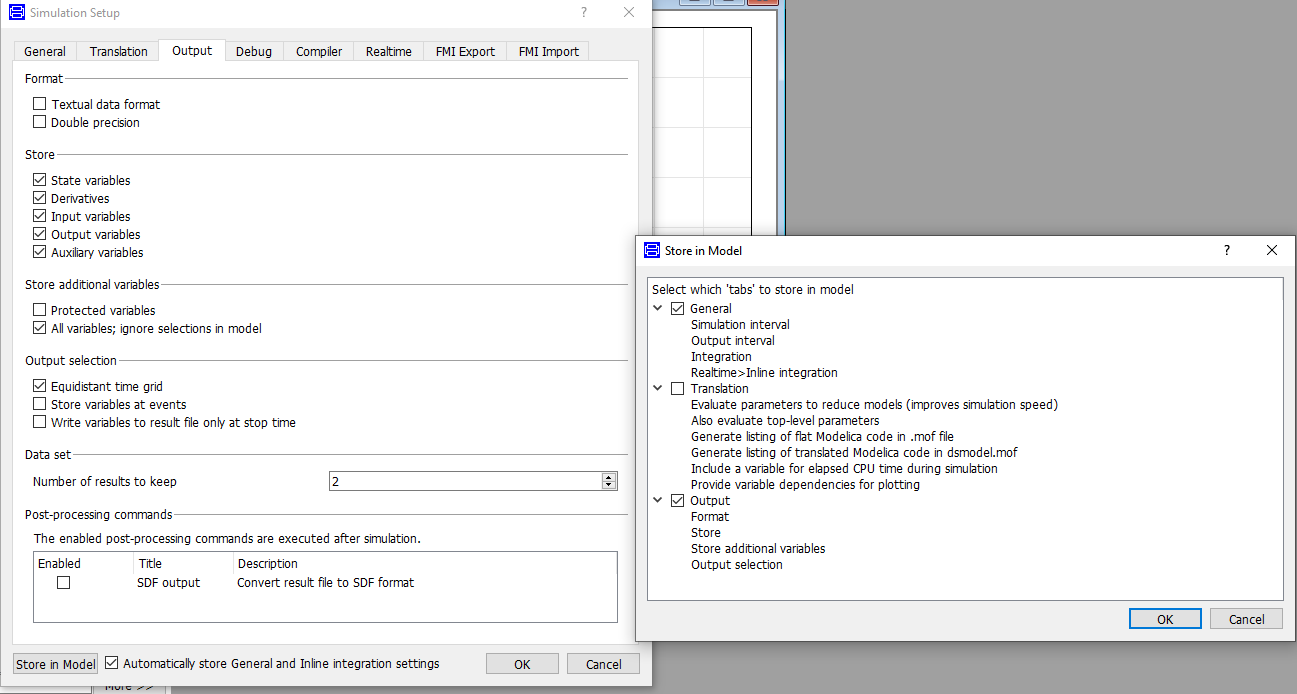 Simulation Setup
?
General Translation Output Debug Compiler Realtime FMI Export FMI Import
Format
Textual data format
Double precision
Store
State variables
Derivatives
Input variables
Output variables
Auxiliary variables
Store additional variables
Protected variables
All variables; ignore selections in model
Output selection
Equidistant time grid
Store variables at events
Write variables to result file only at stop time
Data set
Number of results to keep 2
Post-processing commands
The enabled post-processing commands are executed after simulation.
Enabled Title Description
SDF output Convert result file to SDF format
Store in Model Automatically store General and Inline integration settings OK Cancel
More >>
Store in Model
?
Select which 'tabs' to store in model
General
Simulation interval
Output interval
Integration
Realtime>Inline integration
Translation
Evaluate parameters to reduce models (improves simulation speed)
Also evaluate top-level parameters
Generate listing of flat Modelica code in .mof file
Generate listing of translated Modelica code in dsmodel.mof
Include a variable for elapsed CPU time during simulation
Provide variable dependencies for plotting
Output
Format
Store
Store additional variables
Output selection
OK Cancel